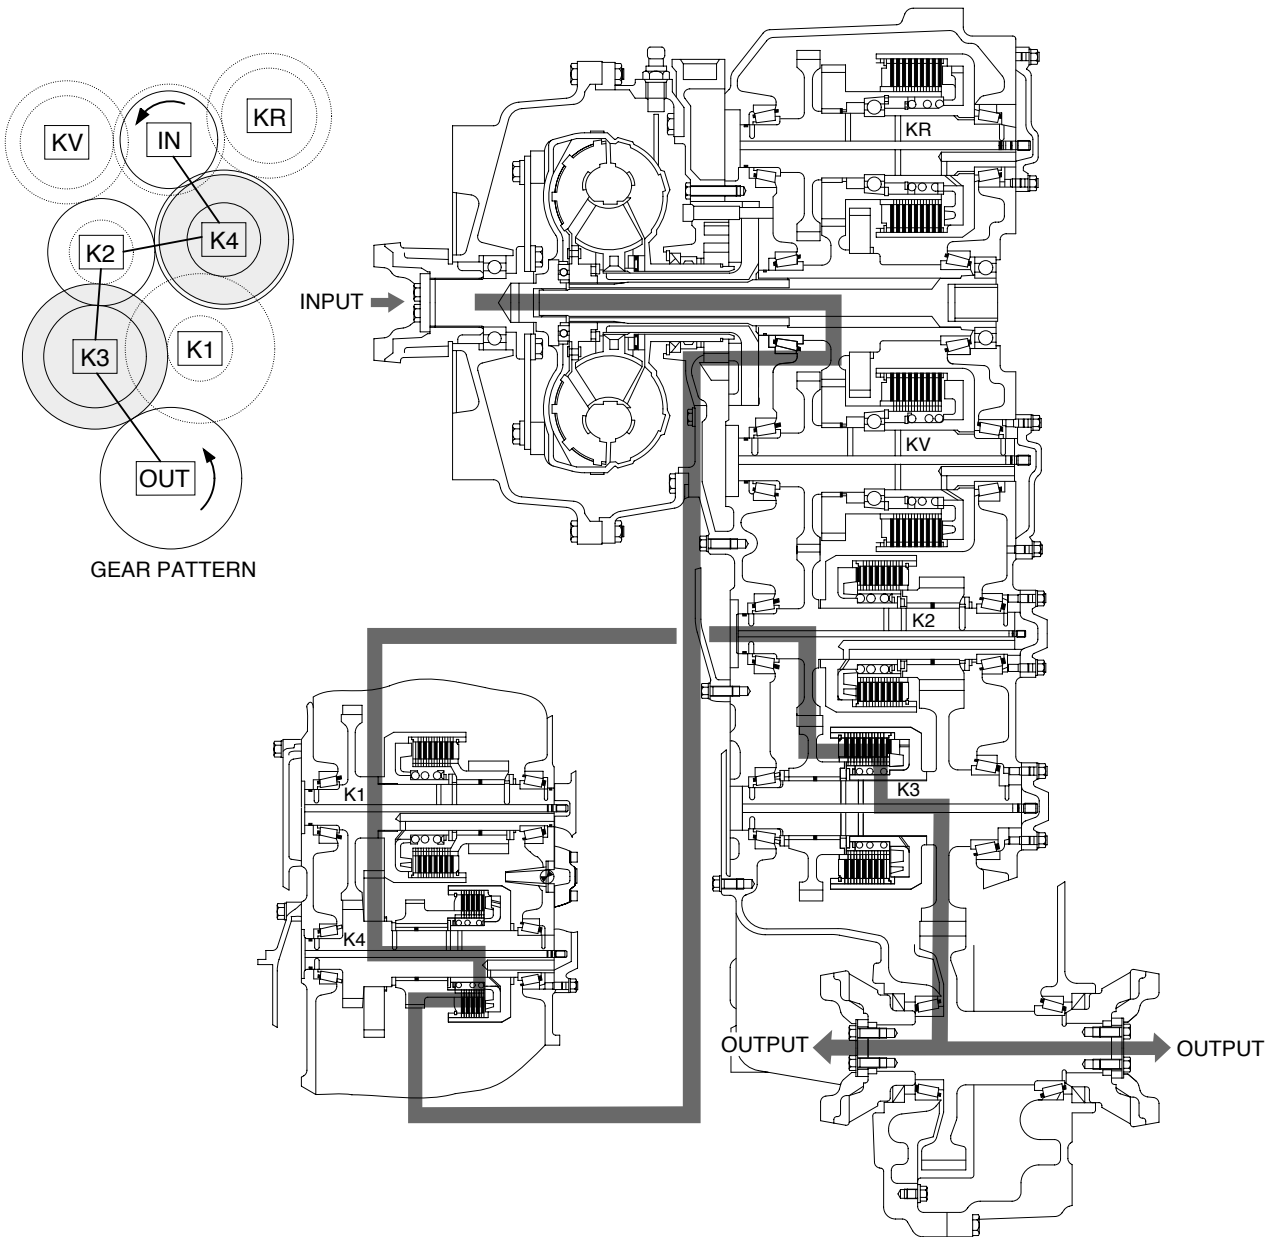 KV
IN
KR
K2
K4
K3
K1
OUT
GEAR PATTERN
INPUT
KR
KV
K2
K3
K1
K4
OUTPUT
OUTPUT